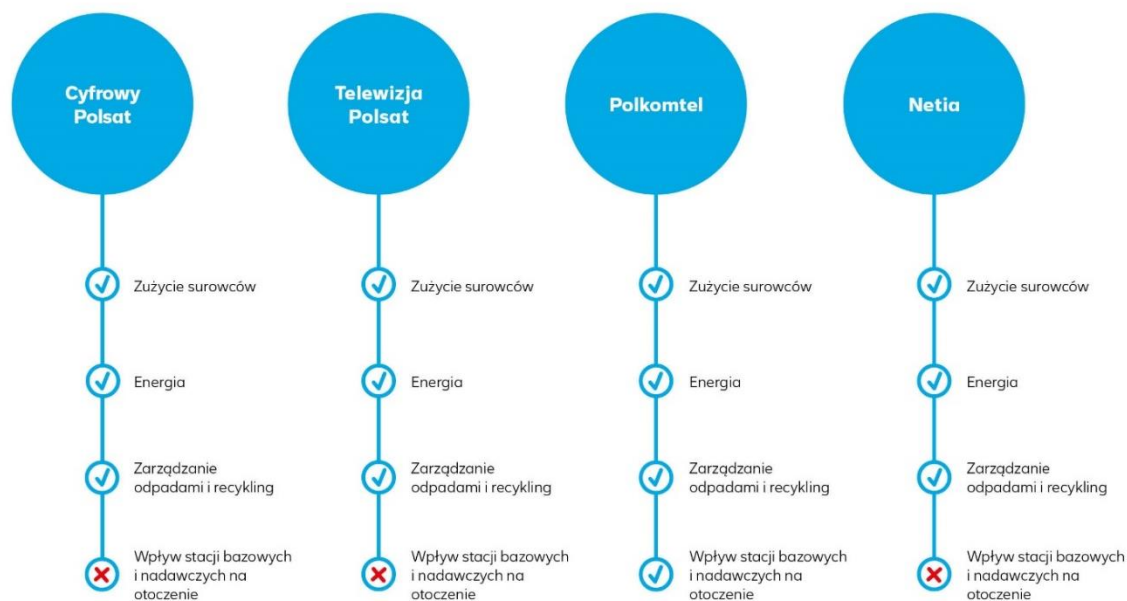 Cyfrowy
Polsat
Zużycie surowców
Energia
Zarządzanie
odpadami i recykling
Wpływ stacji bazowych
i nadawczych na
otoczenie
Telewizja
Polsat
Zużycie surowców
Energia
Zarządzanie
odpadami i recykling
Wpływ stacji bazowych
i nadawczych na
otoczenie
Polkomtel
Zużycie surowców
Energia
Zarządzanie
odpadami i recykling
Wpływ stacji bazowych
i nadawczych na
otoczenie
Netia
Zużycie surowców
Energia
Zarządzanie
odpadami i recykling
Wpływ stacji bazowych
i nadawczych na
otoczenie